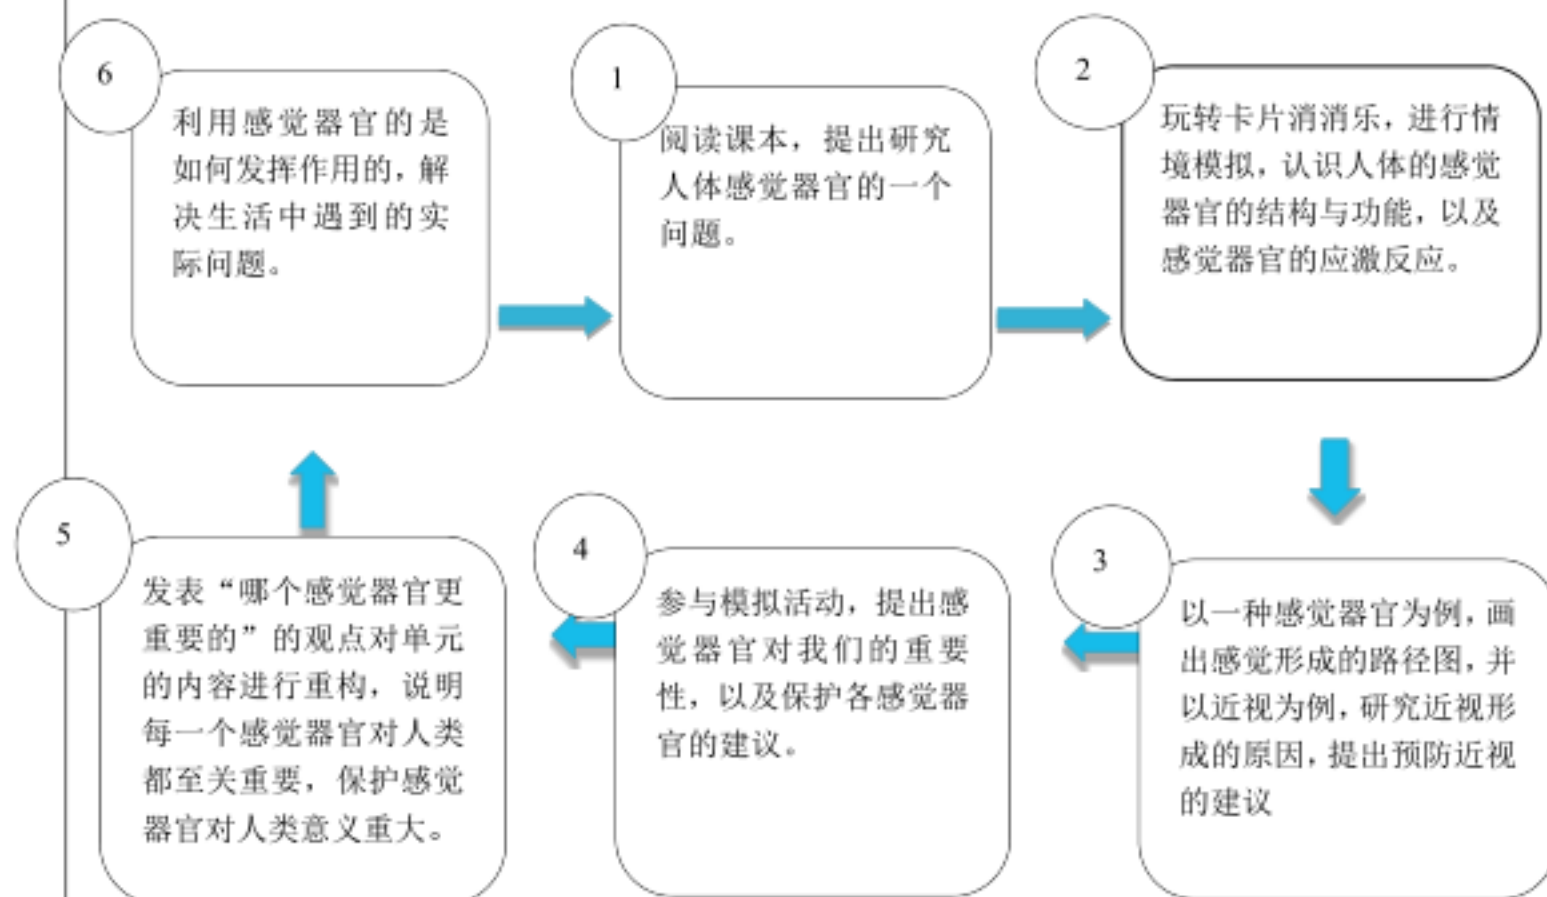 6
利用感觉器官的是
如何发挥作用的，解
决生活中遇到的实
际问题。
1
阅读课本，提出研究
人体感觉器官的一个
问题。
2
玩转卡片消消乐，进行情
境模拟，认识人体的感觉
器官的结构与功能，以及
感觉器官的应激反应。
3
以一种感觉器官为例，画
出感觉形成的路径图，并
以近视为例，研究近视形
成的原因，提出预防近视
的建议
4
参与模拟活动，提出感
觉器官对我们的重要
性，以及保护各感觉器
官的建议。
5
发表“哪个感觉器官更
重要的”的观点对单元
的内容进行重构，说明
每一个感觉器官对人类
都至关重要，保护感觉
器官对人类意义重大。